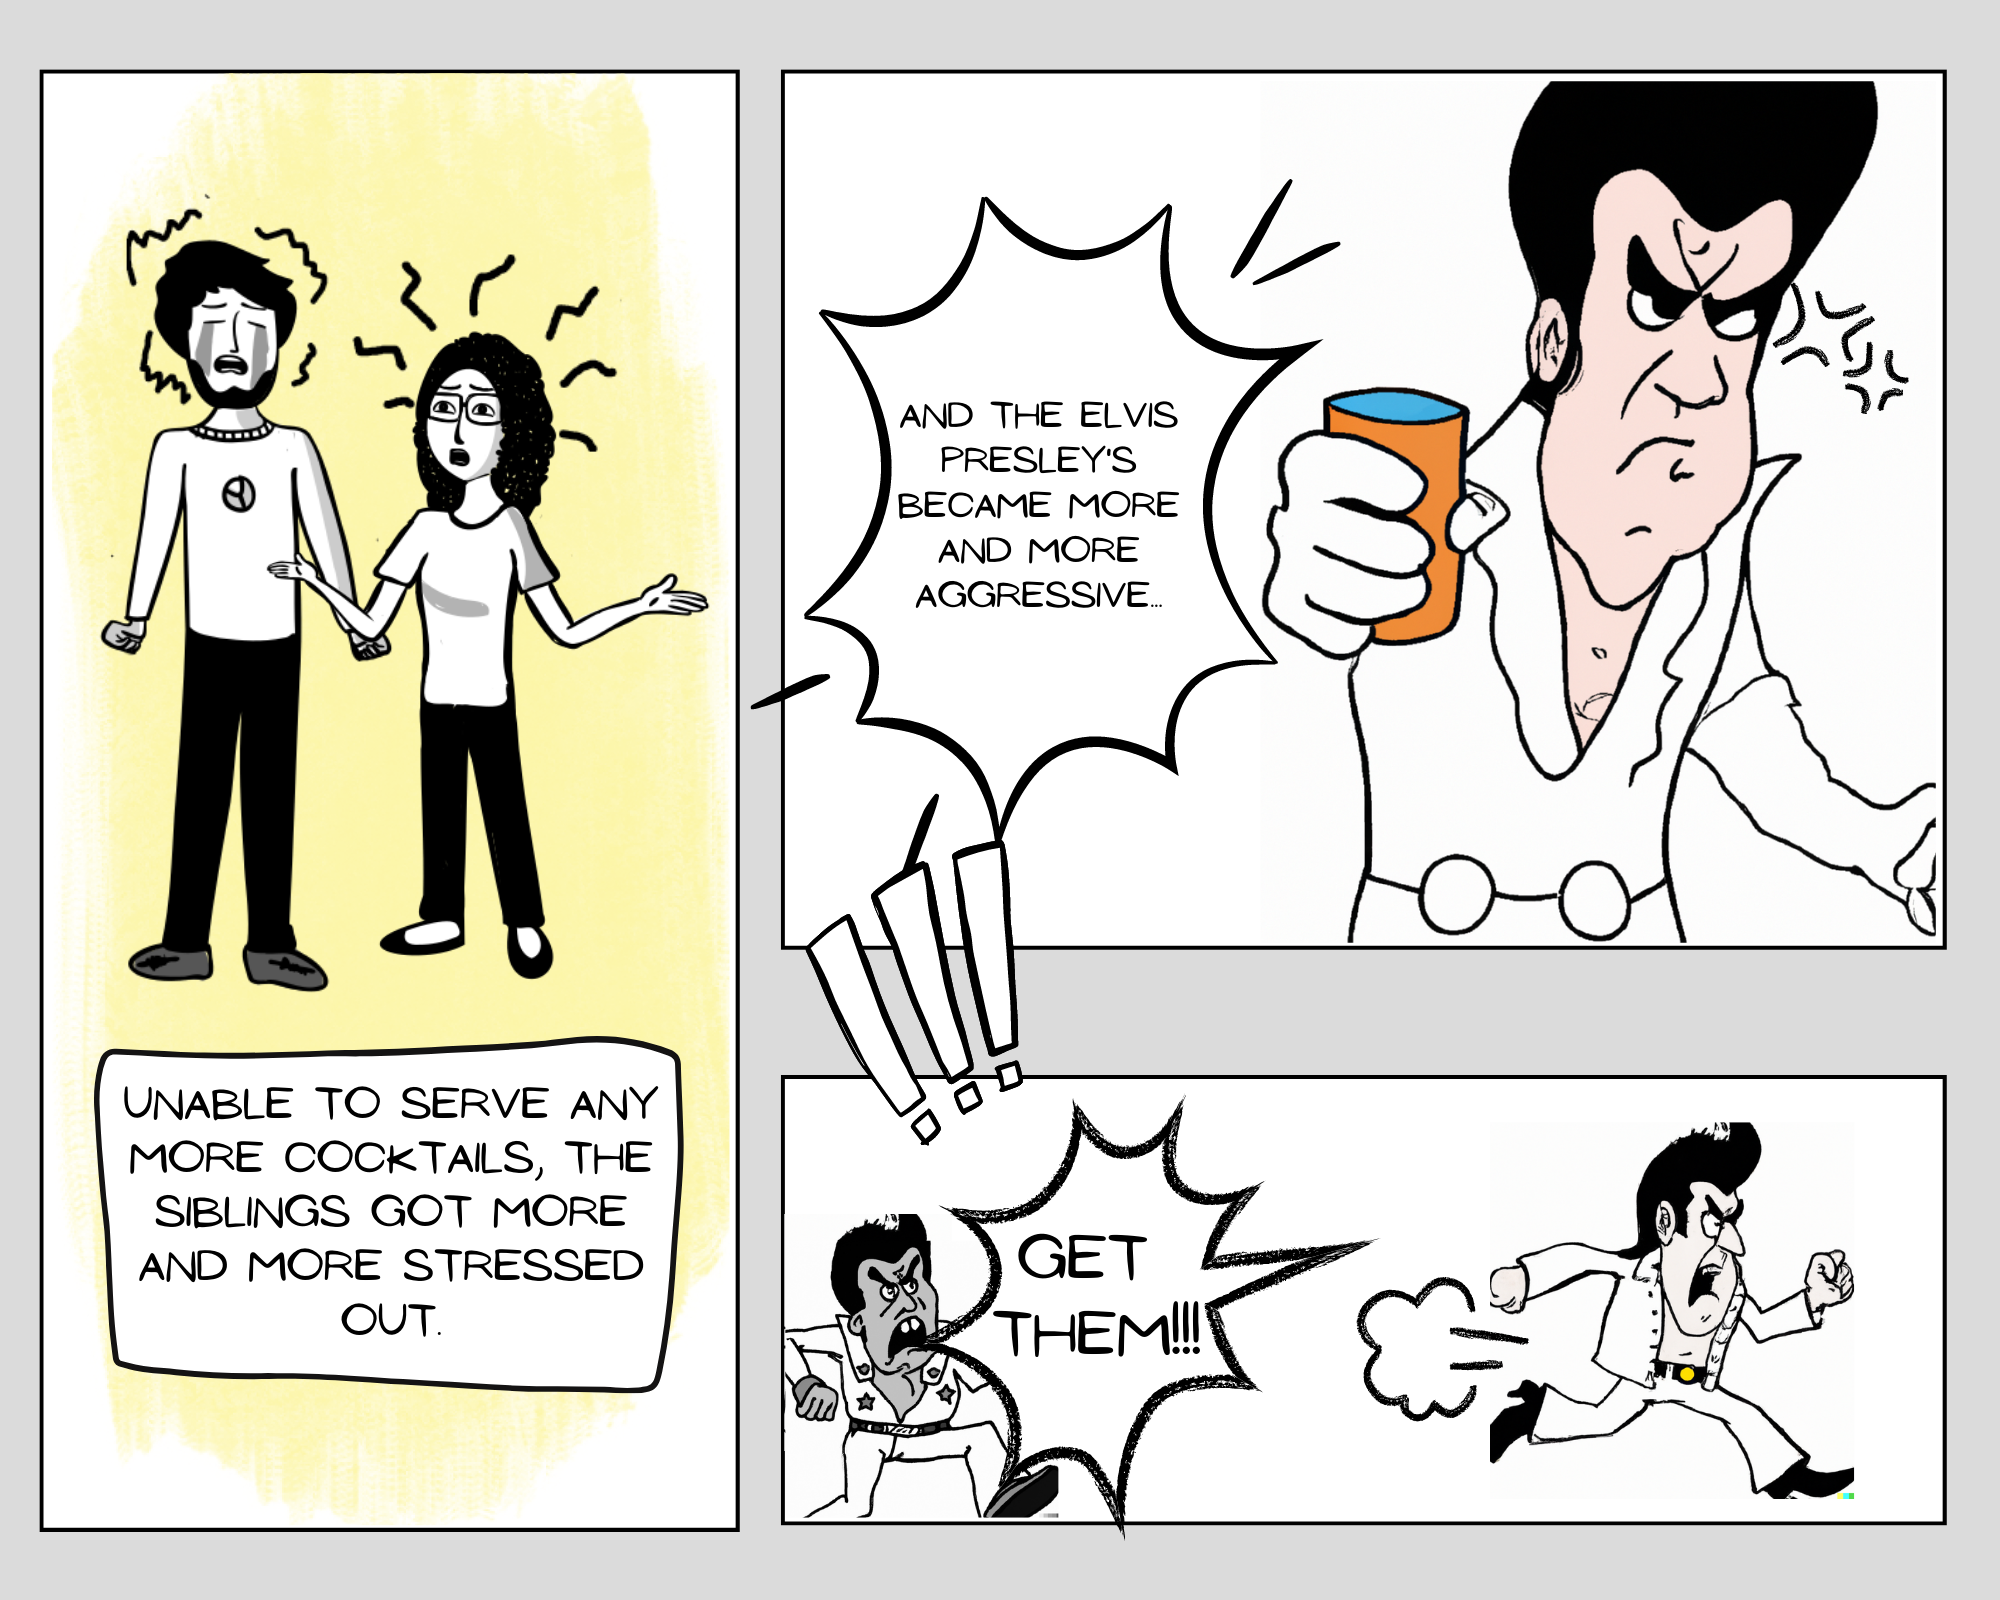 UNABLE TO SERVE ANY
MORE COCKTAILS, THE
SIBLINGS GOT MORE
AND MORE STRESSED
OUT.
AND THE ELVIS
PRESLEY'S
BECAME MORE
AND MORE
AGGRESSIVE...
!!!
GET
THEM!!!